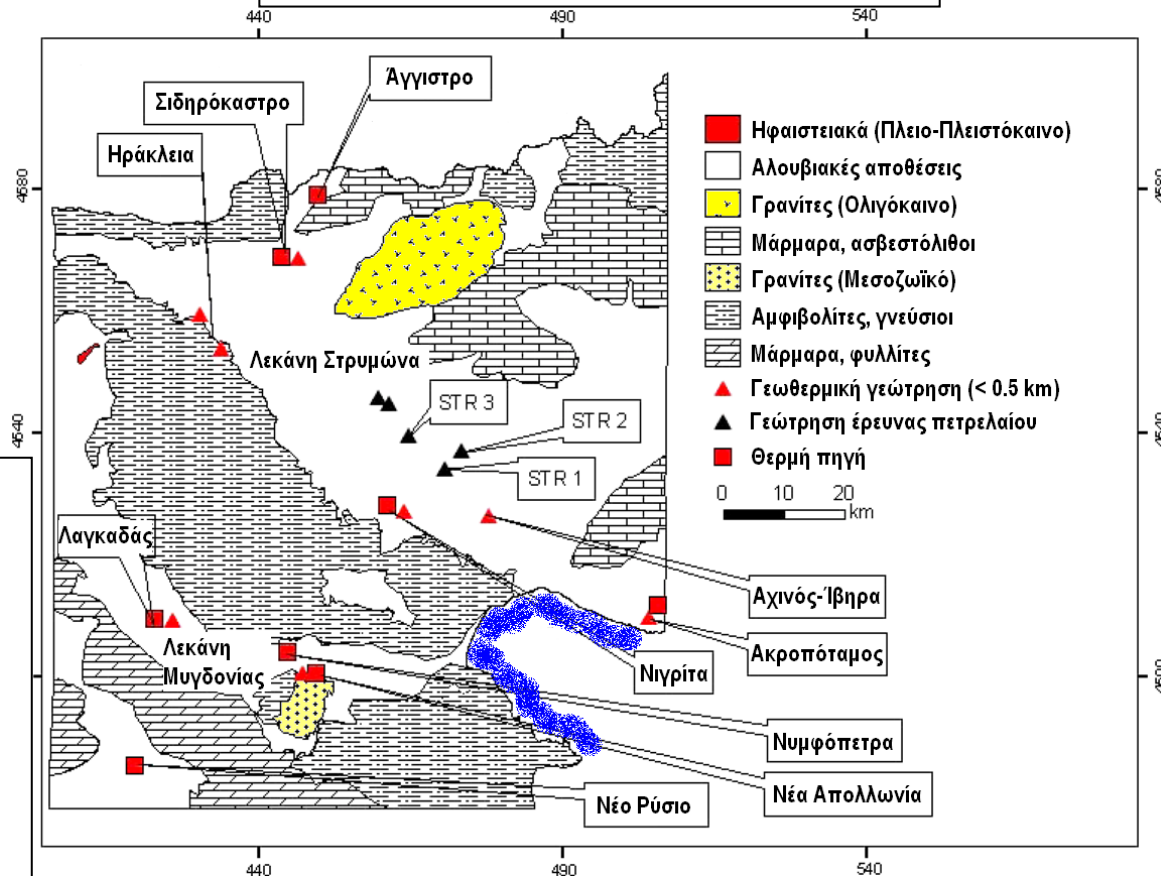 440
490
540
Άγγιστρο
Σιδηρόκαστρο
Ηράκλεια
4580
Ηφαιστειακά (Πλειο-Πλειστόκαινο)
Αλουβιακές αποθέσεις
Γρανίτες (Ολιγόκαινο)
Μάρμαρα, ασβεστόλιθοι
Γρανίτες (Μεσοζωϊκό)
Αμφιβολίτες, γνεύσιοι
Μάρμαρα, φυλλίτες
Γεωθερμική γεώτρηση (< 0.5 km)
Γεώτρηση έρευνας πετρελαίου
Θερμή πηγή
0 10 20
km
Λεκάνη Στρυμώνα
STR 3
STR 2
STR 1
4540
Λαγκαδάς
Λεκάνη
Μυγδονίας
Αχινός-Ίβηρα
Ακροπόταμος
Νιγρίτα
4500
Νυμφόπετρα
Νέα Απολλωνία
Νέο Ρύσιο
440
490
540